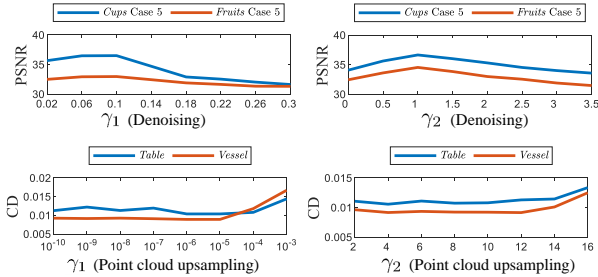 Cups Case 5 Fruits Case 5
Cups Case 5 Fruits Case 5
PSNR
40
35
30
0.02 0.06 0.1 0.14 0.18 0.22 0.26 0.3
γ1 (Denoising)
PSNR
40
35
30
0 0.5 1 1.5 2 2.5 3 3.5
γ2 (Denoising)
Table Vessel
Table Vessel
CD
0.02
0.015
0.01
0.005
10^-10 10^-9 10^-8 10^-7 10^-6 10^-5 10^-4 10^-3
γ1 (Point cloud upsampling)
CD
0.015
0.01
0.005
2 4 6 8 10 12 14 16
γ2 (Point cloud upsampling)